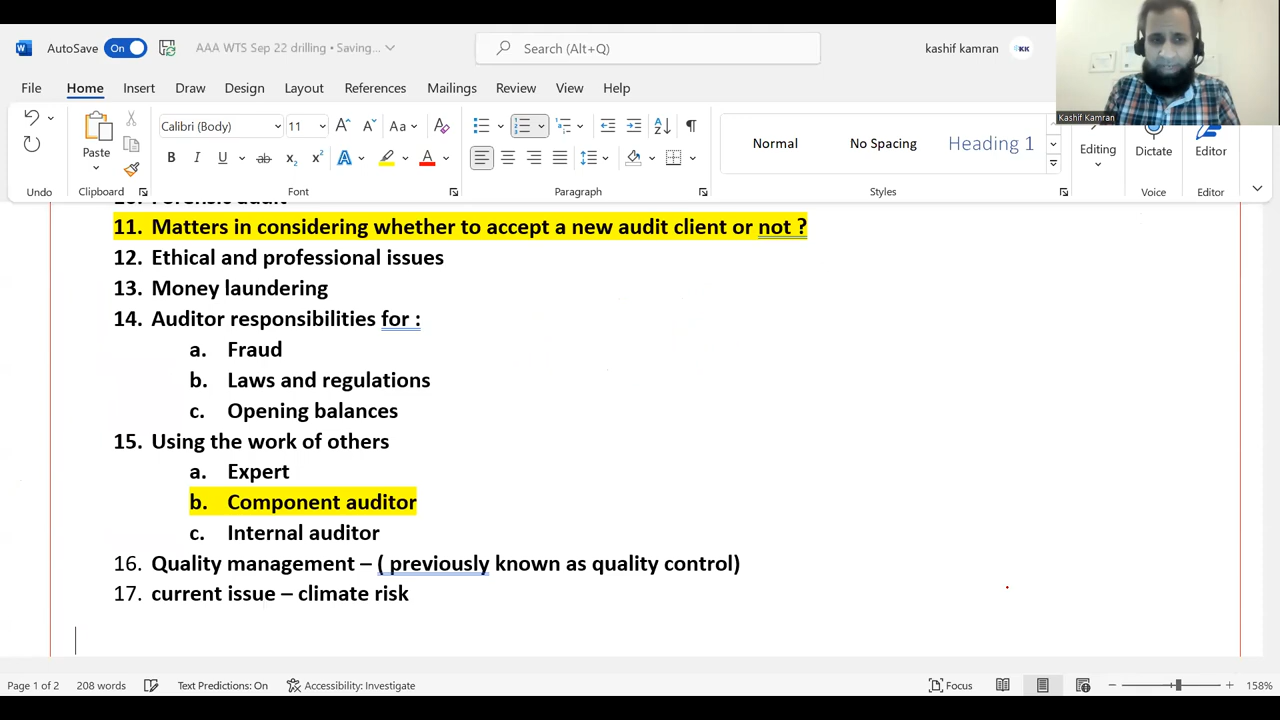 AutoSave On AAA WTS Sep 22 drilling • Saving... Search (Alt+Q) kashif kamran KK
File Home Insert Draw Design Layout References Mailings Review View Help
Kashif Kamran
Calibri (Body) 11 Aa
Paste B I U ab x₂ x² A A Normal No Spacing Heading 1 Editing Dictate Editor
Undo Clipboard Font Paragraph Styles Voice Editor
11. Matters in considering whether to accept a new audit client or not ?
12. Ethical and professional issues
13. Money laundering
14. Auditor responsibilities for :
a. Fraud
b. Laws and regulations
c. Opening balances
15. Using the work of others
a. Expert
b. Component auditor
c. Internal auditor
16. Quality management – ( previously known as quality control)
17. current issue – climate risk
Page 1 of 2 208 words Text Predictions: On Accessibility: Investigate Focus 158%